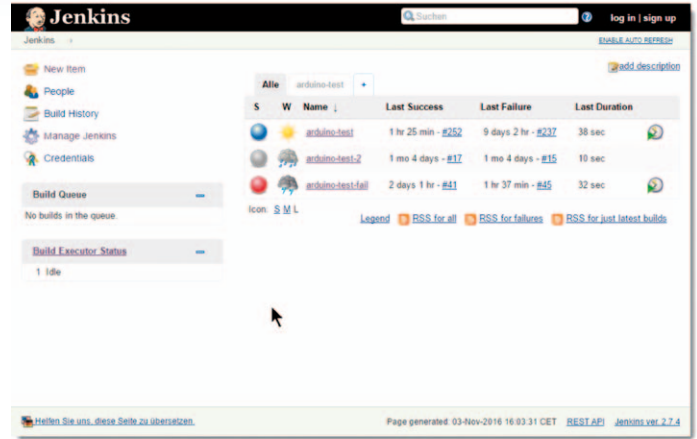 Jenkins
Suchen
log in | sign up
Jenkins
ENABLE AUTO REFRESH
New Item
People
Build History
Manage Jenkins
Credentials
Build Queue
No builds in the queue.
Build Executor Status
1 Idle
add description
Alle arduino-test +
S W Name ↓ Last Success Last Failure Last Duration
arduino-test 1 hr 25 min - #252 9 days 2 hr - #237 38 sec
arduino-test-2 1 mo 4 days - #17 1 mo 4 days - #15 10 sec
arduino-test-fail 2 days 1 hr - #41 1 hr 37 min - #45 32 sec
Icon: S M L
Legend RSS for all RSS for failures RSS for just latest builds
Helfen Sie uns, diese Seite zu übersetzen.
Page generated: 03-Nov-2016 16:03:31 CET REST API Jenkins ver. 2.7.4